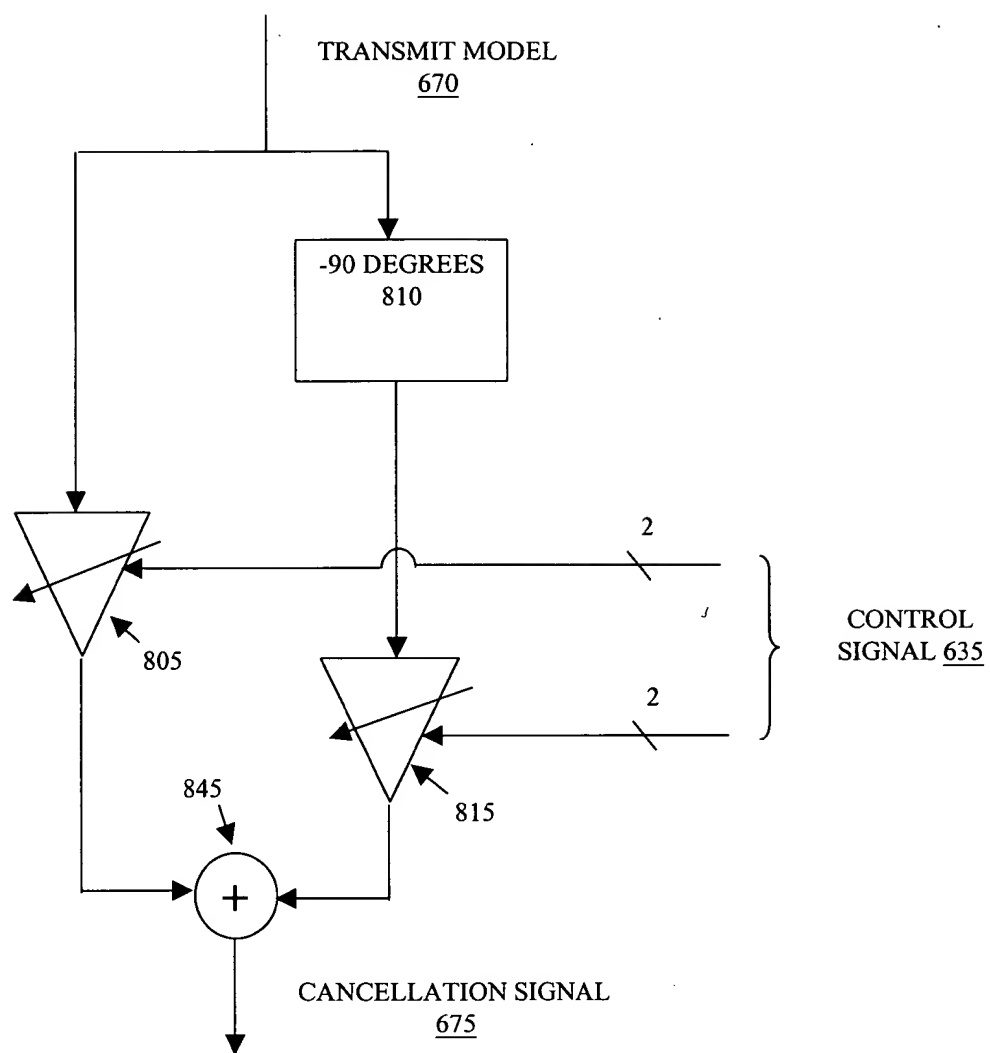 TRANSMIT MODEL
670
-90 DEGREES
810
2
805
CONTROL
SIGNAL 635
2
845
815
+
CANCELLATION SIGNAL
675